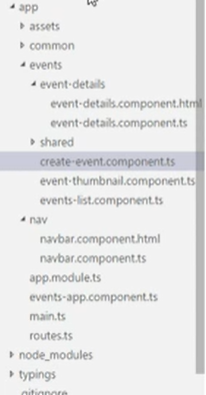 app
assets
common
events
event-details
event-details.component.html
event-details.component.ts
shared
create-event.component.ts
event-thumbnail.component.ts
events-list.component.ts
nav
navbar.component.html
navbar.component.ts
app.module.ts
events-app.component.ts
main.ts
routes.ts
node_modules
typings
.gitignore